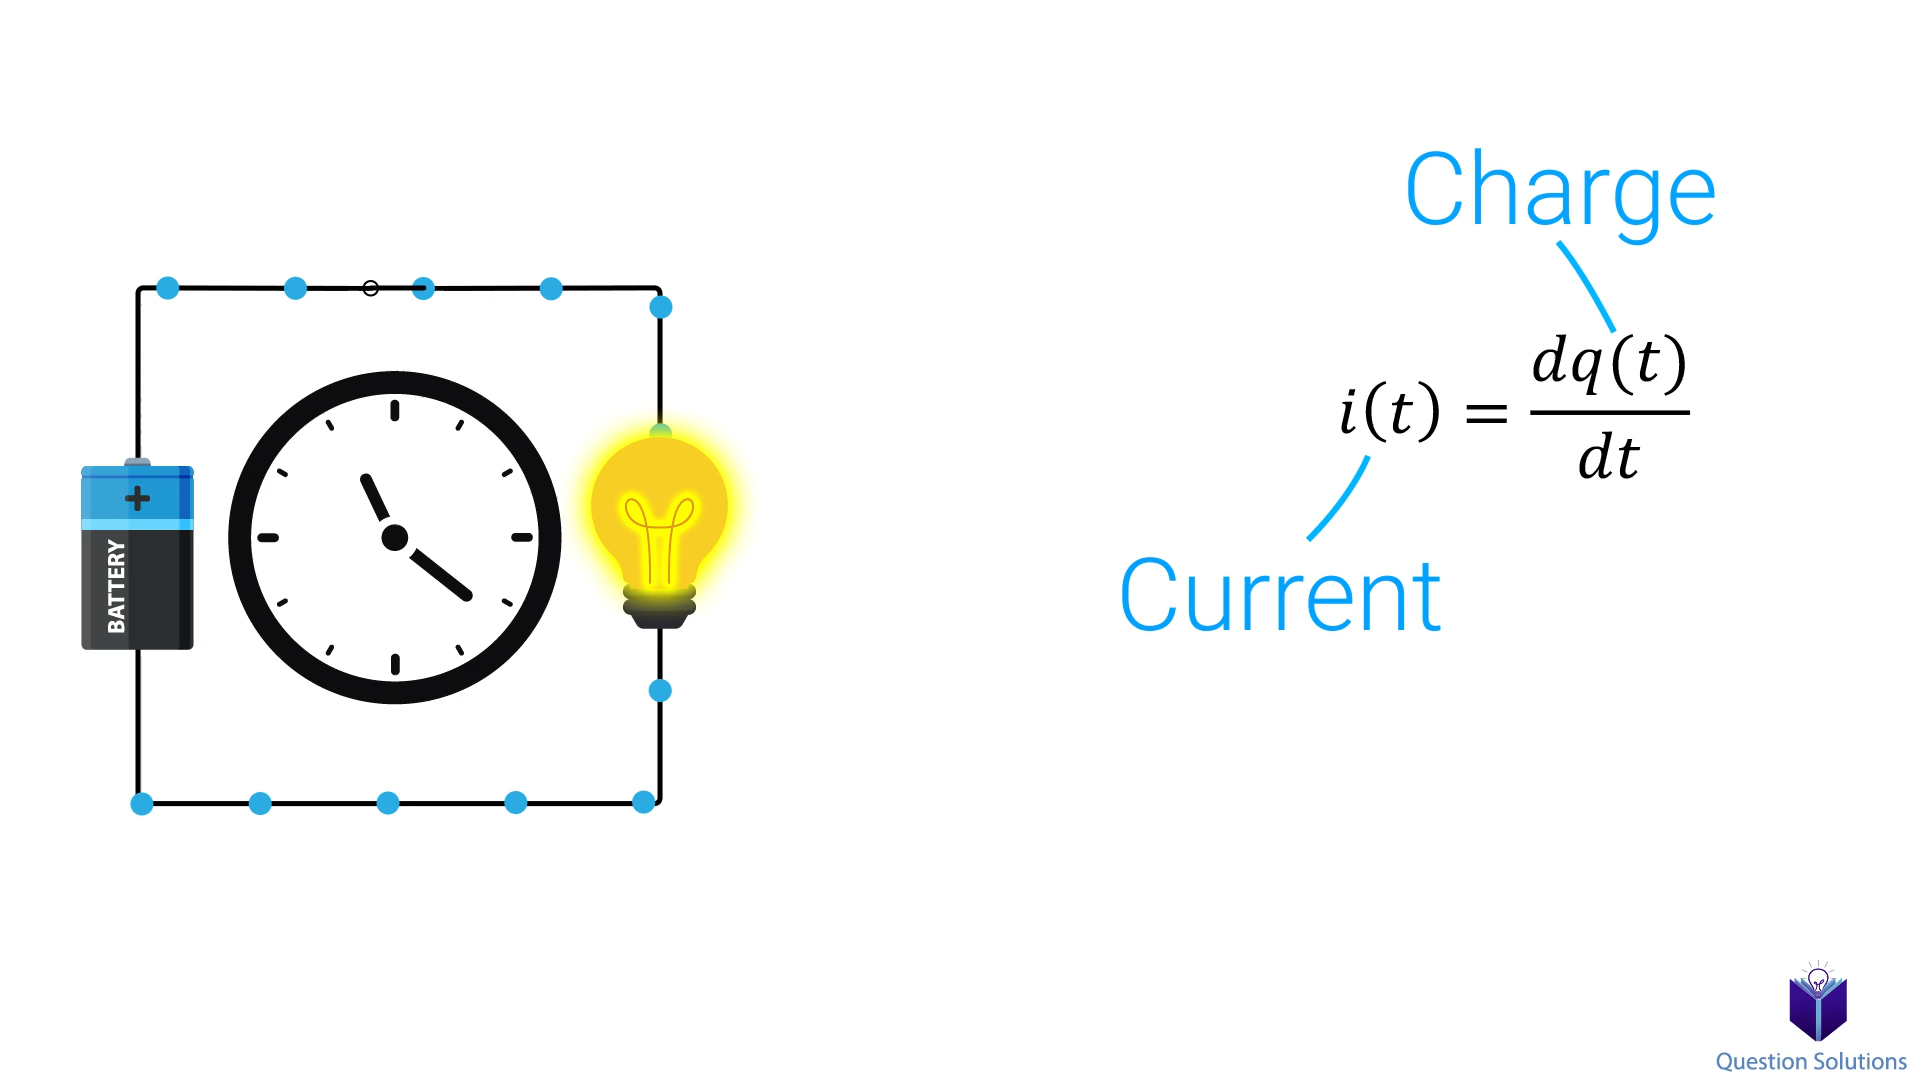 Charge
i(t) = dq(t)/dt
Current
+
BATTERY
Question Solutions